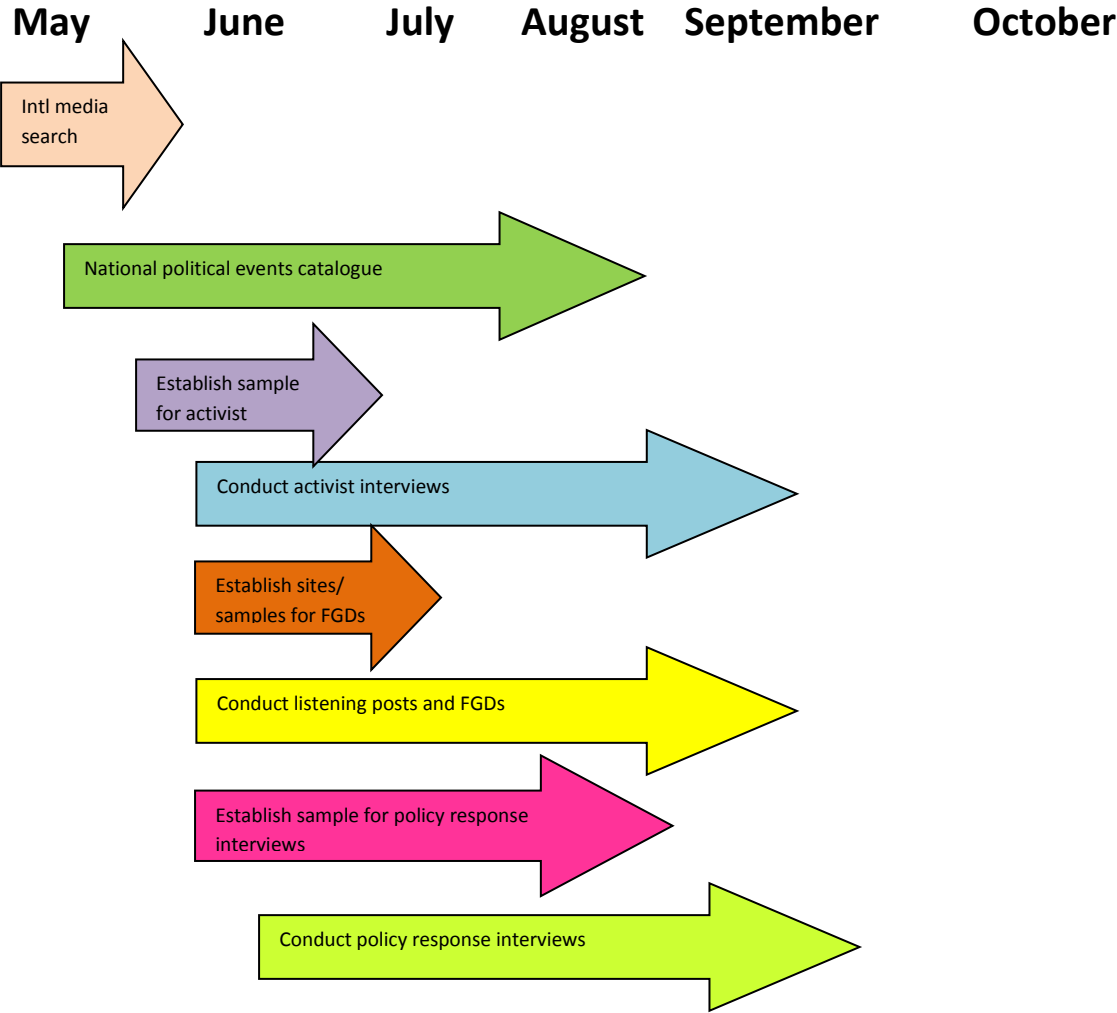 May June July August September October
Intl media
search
National political events catalogue
Establish sample
for activist
Conduct activist interviews
Establish sites/
samples for FGDs
Conduct listening posts and FGDs
Establish sample for policy response
interviews
Conduct policy response interviews